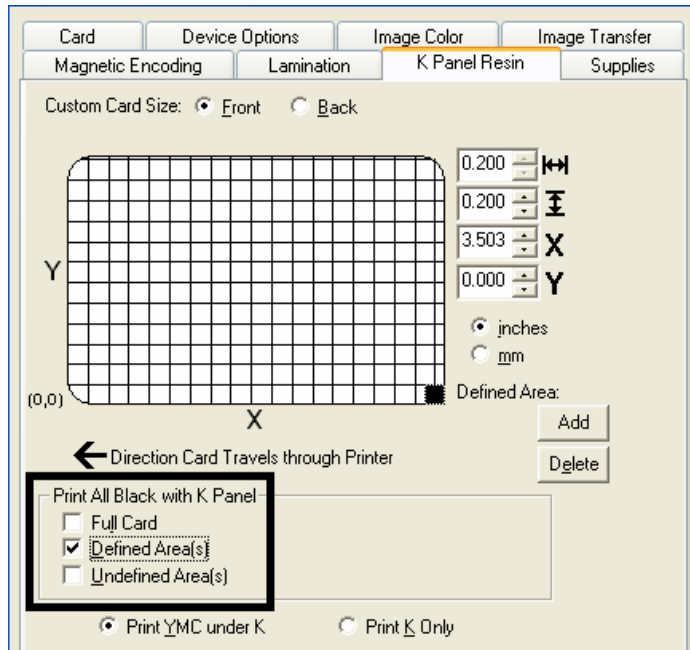 Card Device Options Image Color Image Transfer
Magnetic Encoding Lamination K Panel Resin Supplies
Custom Card Size: Front Back
0.200
0.200
3.503 X
Y 0.000 Y
inches
mm
(0,0) Defined Area:
X Add
Direction Card Travels through Printer Delete
Print All Black with K Panel
Full Card
Defined Area(s)
Undefined Area(s)
Print YMC under K Print K Only